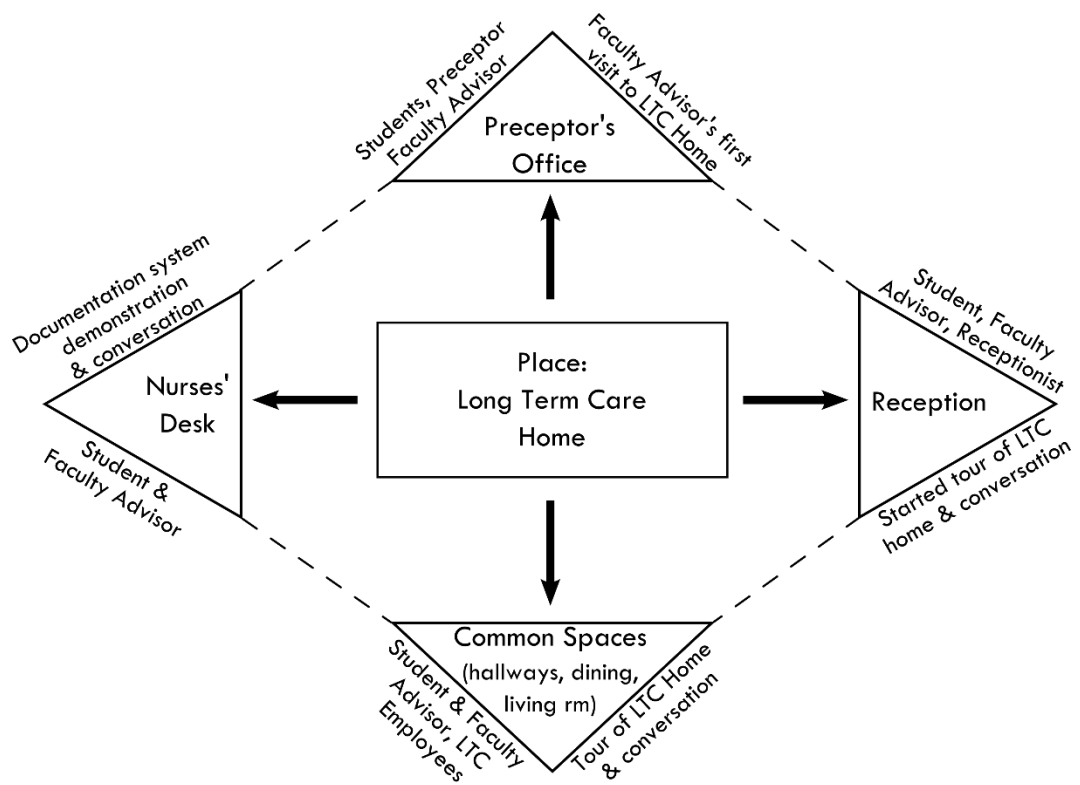 Students, Preceptor
Faculty Advisor
Faculty Advisor's first
visit to LTC Home
Preceptor's
Office
Documentation system
demonstration
& conversation
Nurses'
Desk
Student &
Faculty Advisor
Place:
Long Term Care
Home
Student, Faculty
Advisor, Receptionist
Reception
Started tour of LTC
home & conversation
Common Spaces
(hallways, dining,
living rm)
Student & Faculty
Advisor, LTC
Employees
Tour of LTC Home
& conversation